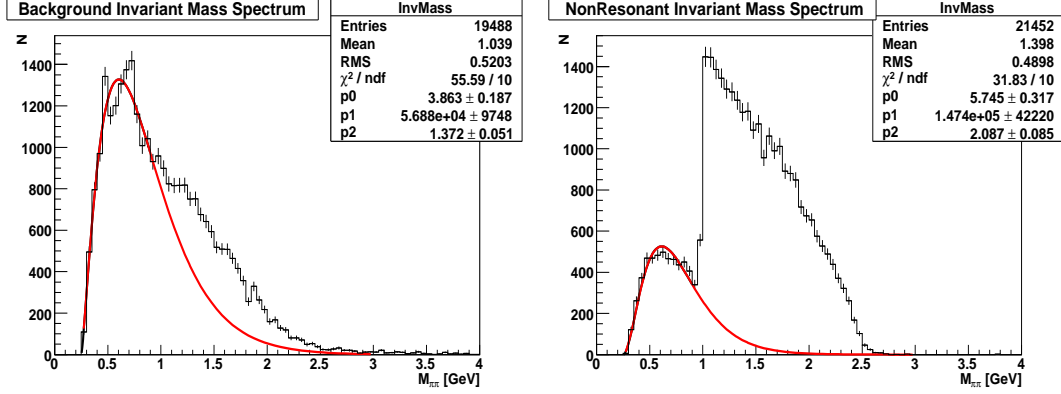 Background Invariant Mass Spectrum
InvMass
Entries 19488
Mean 1.039
RMS 0.5203
χ² / ndf 55.59 / 10
p0 3.863 ± 0.187
p1 5.688e+04 ± 9748
p2 1.372 ± 0.051
N
1400
1200
1000
800
600
400
200
0
0 0.5 1 1.5 2 2.5 3 3.5 4
M_ππ [GeV]
NonResonant Invariant Mass Spectrum
InvMass
Entries 21452
Mean 1.398
RMS 0.4898
χ² / ndf 31.83 / 10
p0 5.745 ± 0.317
p1 1.474e+05 ± 42220
p2 2.087 ± 0.085
N
1400
1200
1000
800
600
400
200
0
0 0.5 1 1.5 2 2.5 3 3.5 4
M_ππ [GeV]